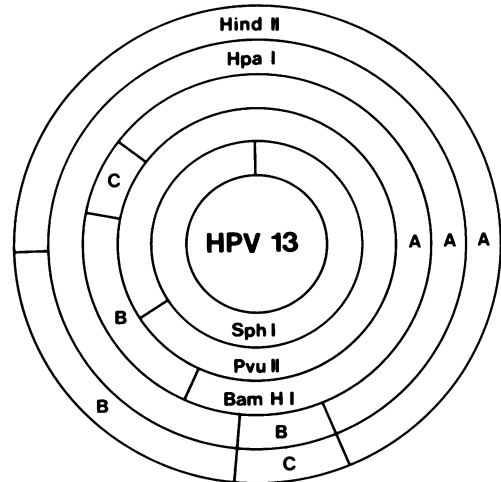 Hind II
Hpa I
C
HPV 13
A A A
B
Sph I
Pvu II
Bam H I
B
B
C